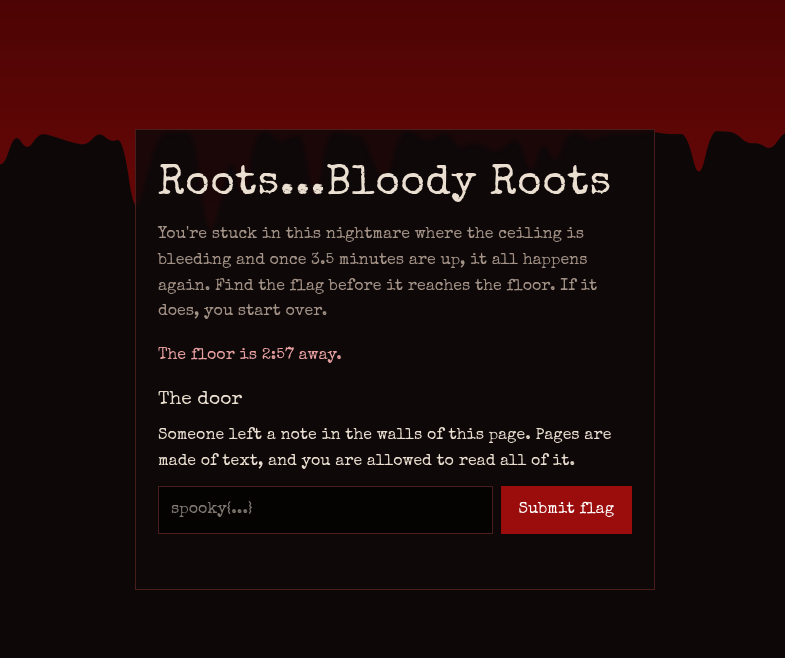 Roots...Bloody Roots
You're stuck in this nightmare where the ceiling is
bleeding and once 3.5 minutes are up, it all happens
again. Find the flag before it reaches the floor. If it
does, you start over.
The floor is 2:57 away.
The door
Someone left a note in the walls of this page. Pages are
made of text, and you are allowed to read all of it.
spooky{...}
Submit flag